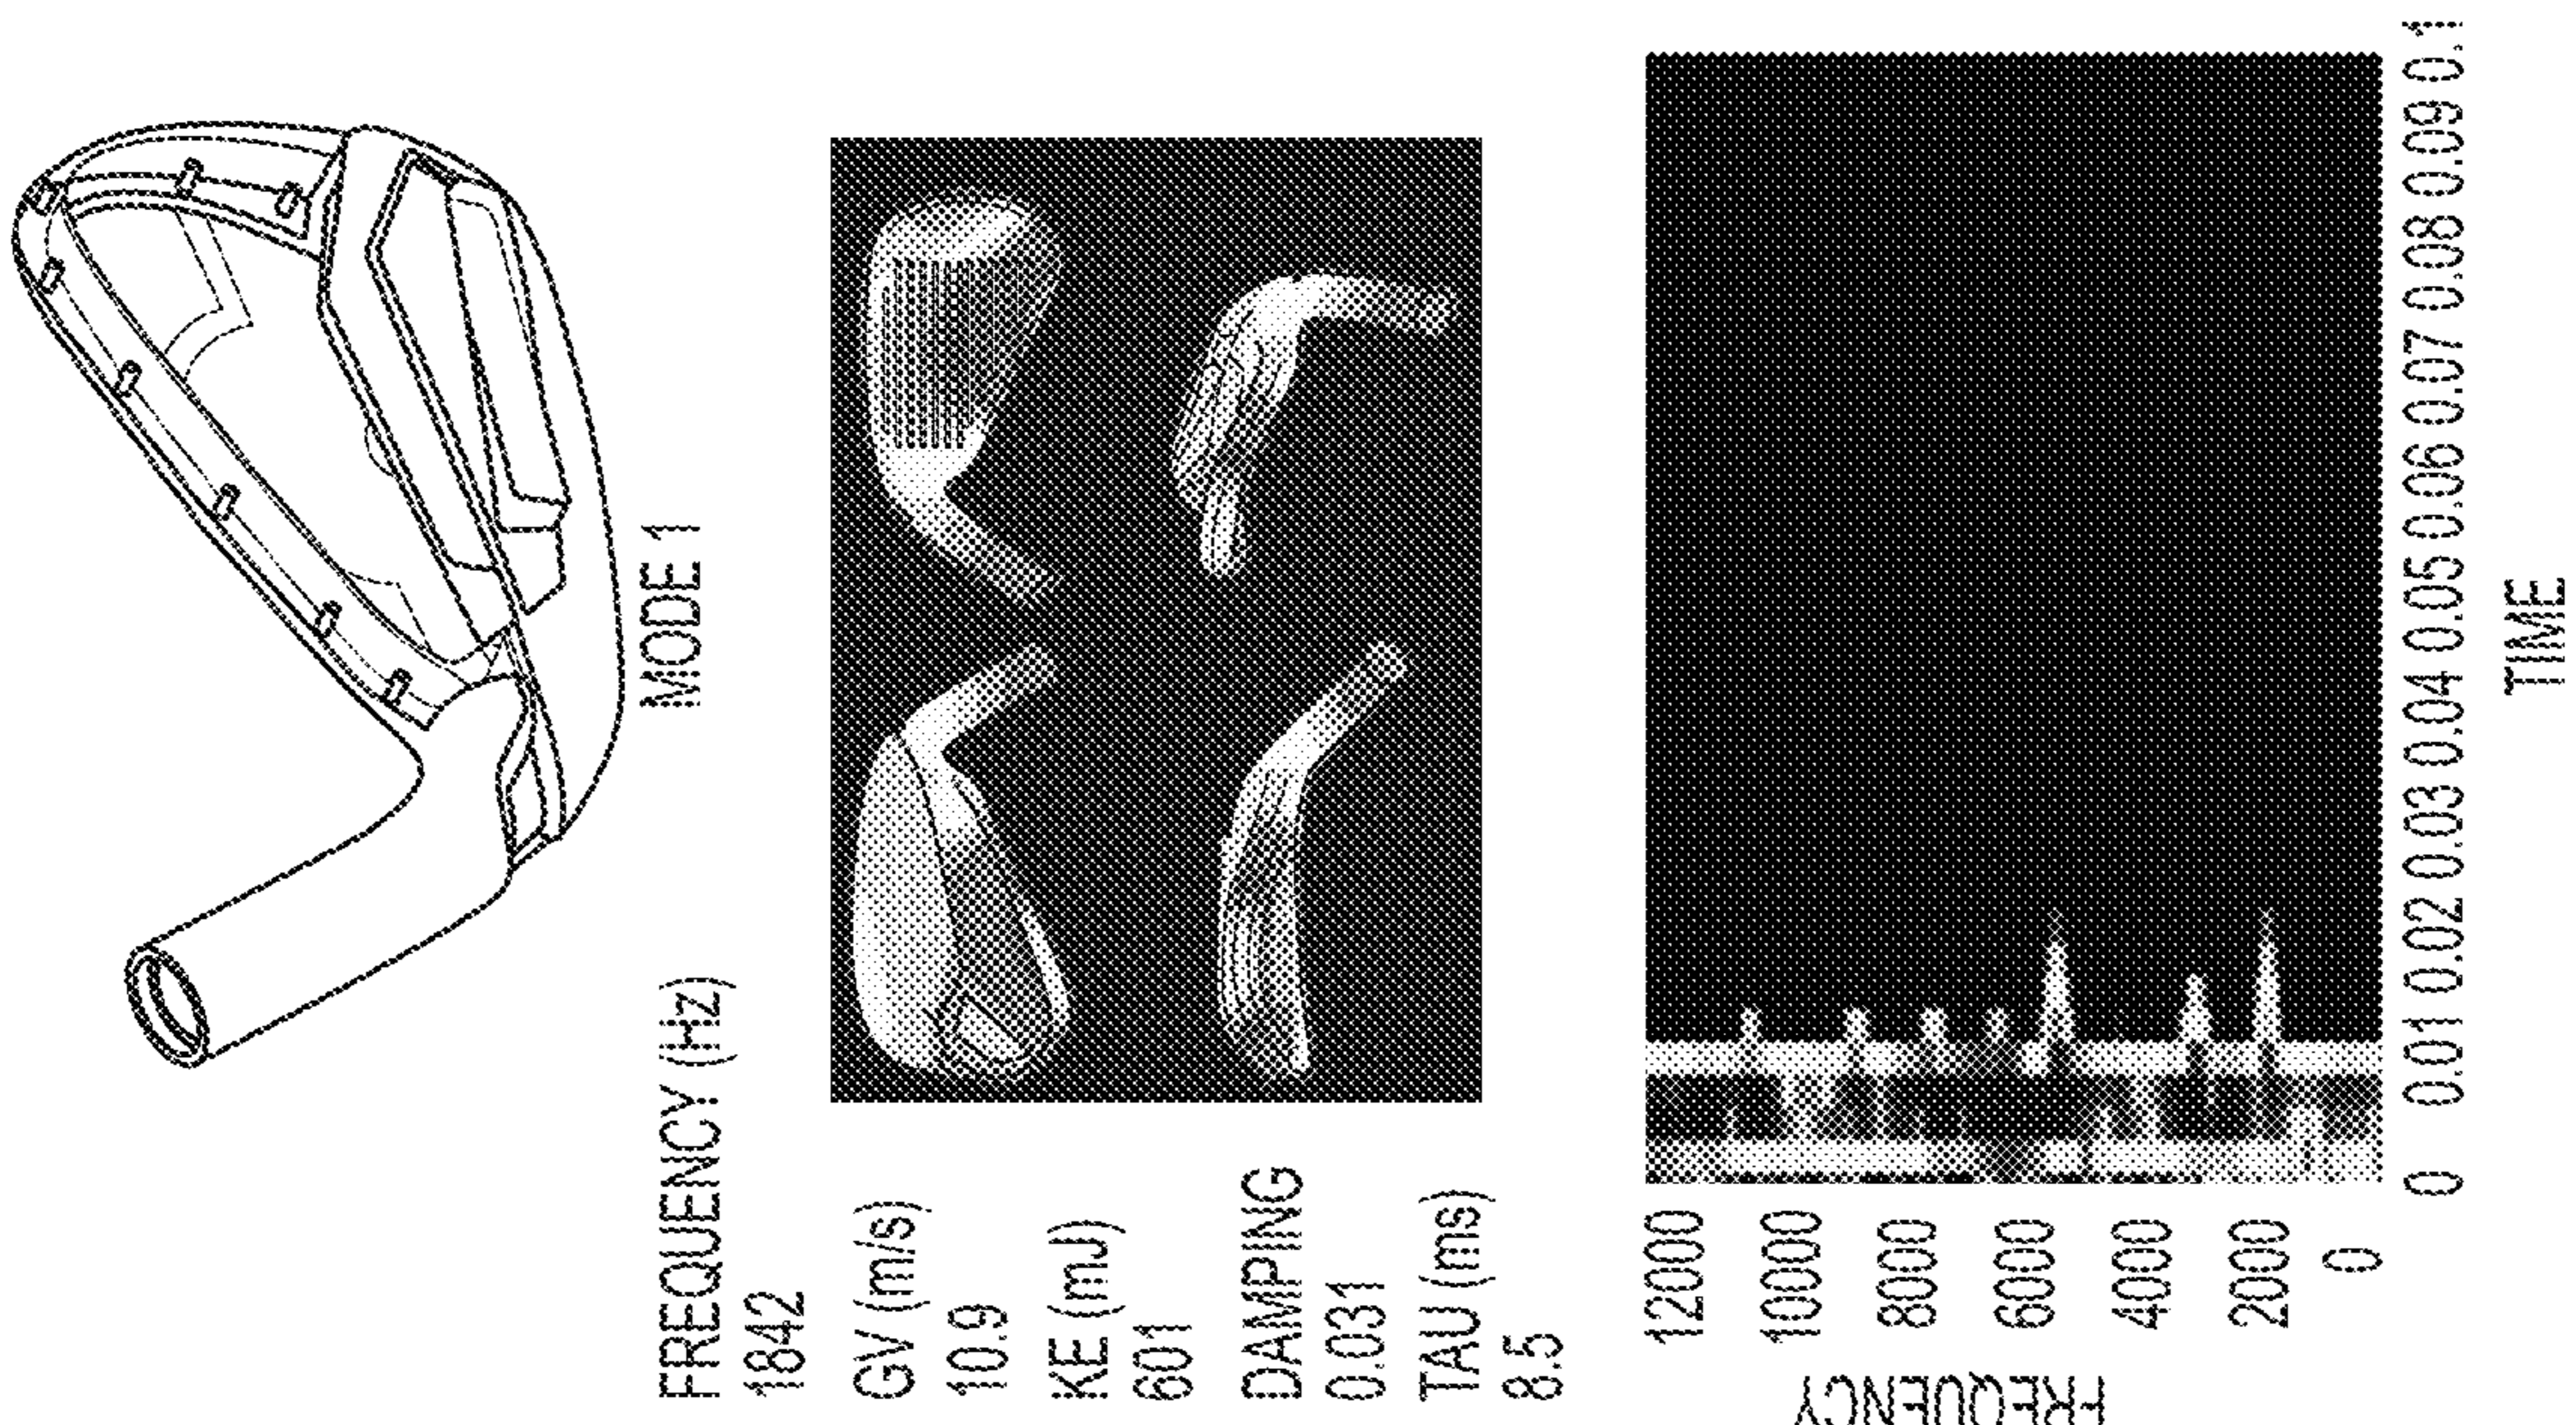 MODE 1
FREQUENCY (Hz)
1842
GV (m/s)
10.9
KE (mJ)
601
DAMPING
0.031
TAU (ms)
8.5
FREQUENCY
12000
10000
8000
6000
4000
2000
0
0 0.01 0.02 0.03 0.04 0.05 0.06 0.07 0.08 0.09 0.1
TIME